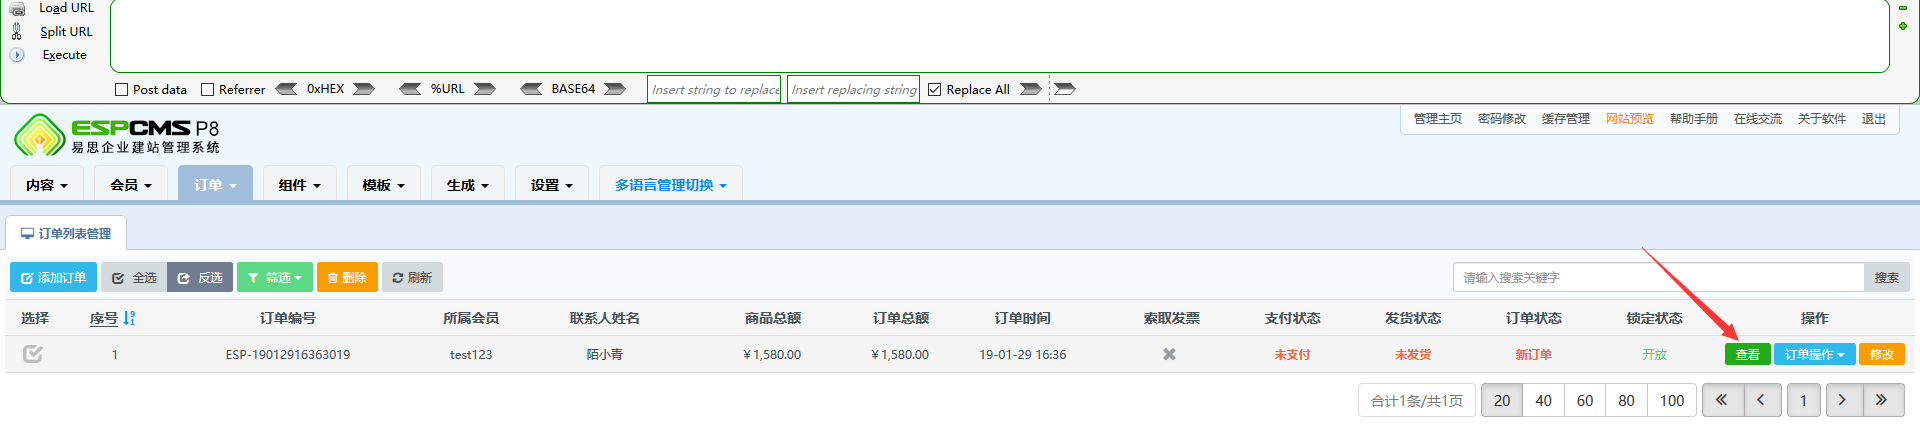 Load URL
Split URL
Execute
Post data Referrer 0xHEX %URL BASE64 Insert string to replace Insert replacing string Replace All
ESPCMS P8
易思企业建站管理系统
管理主页 密码修改 缓存管理 网站预览 帮助手册 在线交流 关于软件 退出
内容 会员 订单 组件 模板 生成 设置 多语言管理切换
订单列表管理
添加订单 全选 反选 筛选 删除 刷新 请输入搜索关键字 搜索
选择 序号 订单编号 所属会员 联系人姓名 商品总额 订单总额 订单时间 索取发票 支付状态 发货状态 订单状态 锁定状态 操作
1 ESP-19012916363019 test123 陌小青 ¥1,580.00 ¥1,580.00 19-01-29 16:36 未支付 未发货 新订单 开放 查看 订单操作 修改
合计1条/共1页 20 40 60 80 100 1